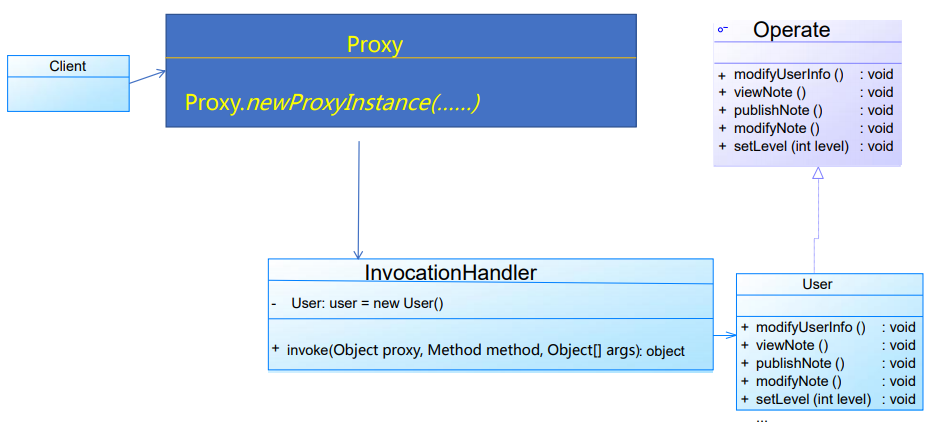 Client
Proxy
Proxy.newProxyInstance(......)
Operate
+ modifyUserInfo () : void
+ viewNote () : void
+ publishNote () : void
+ modifyNote () : void
+ setLevel (int level) : void
InvocationHandler
- User: user = new User()
+ invoke(Object proxy, Method method, Object[] args): object
User
+ modifyUserInfo () : void
+ viewNote () : void
+ publishNote () : void
+ modifyNote () : void
+ setLevel (int level) : void
...